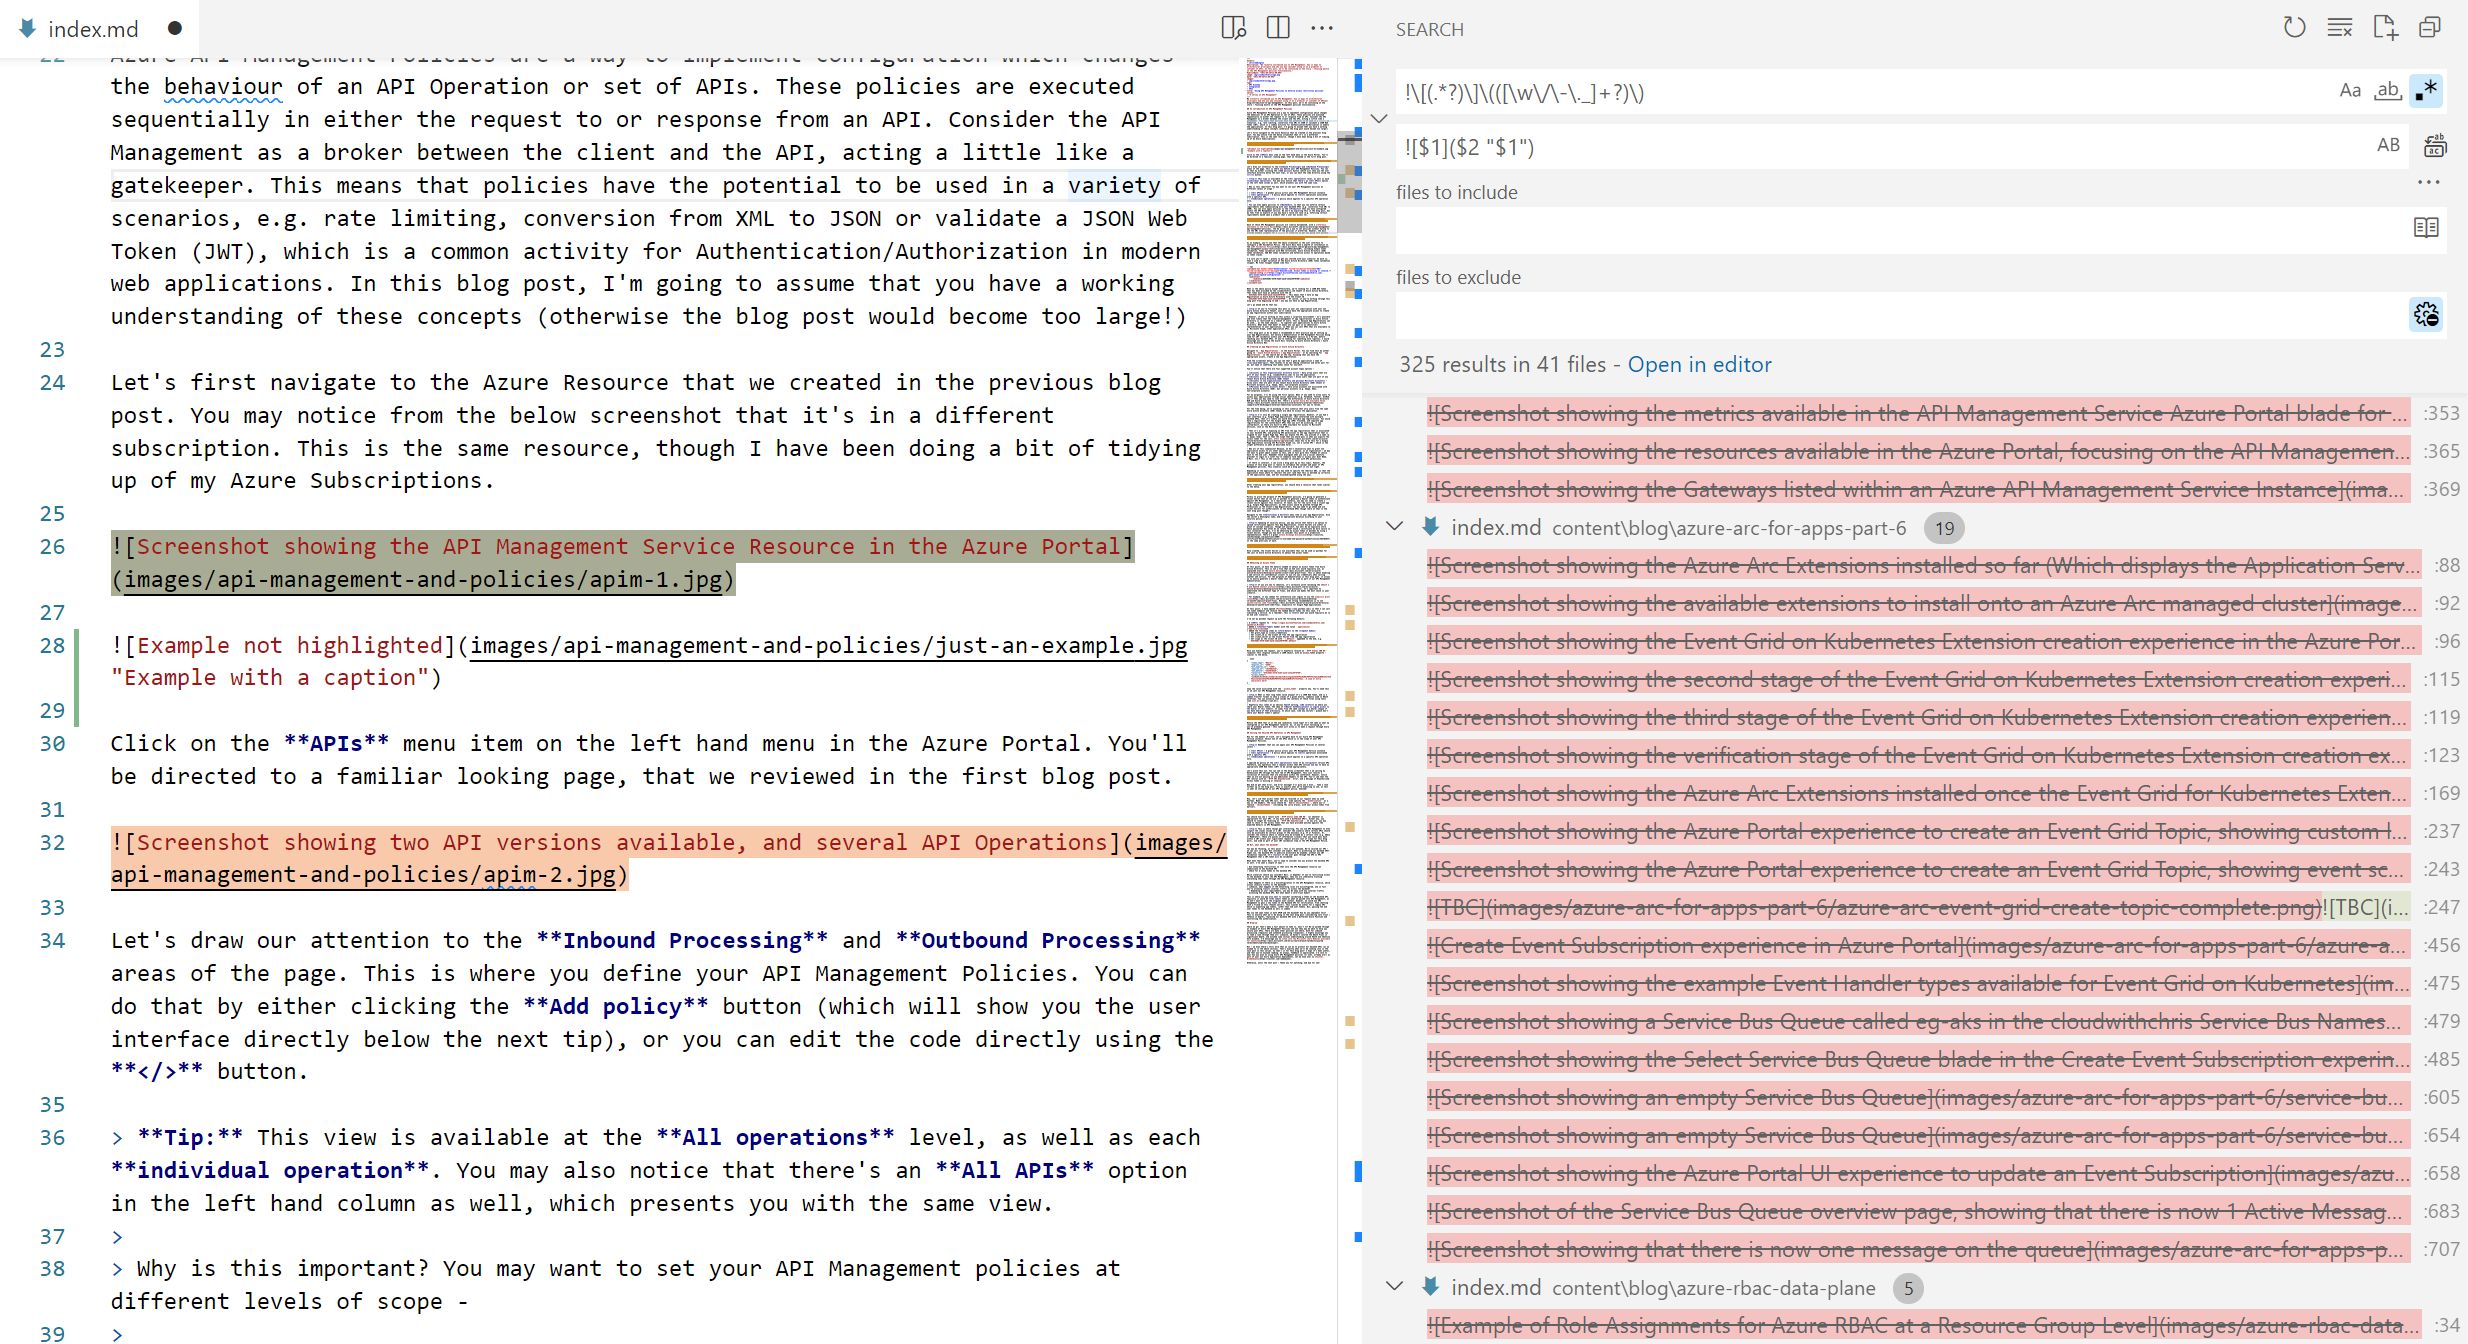 index.md
22 Azure API Management Policies are a way to implement configuration which changes
the behaviour of an API Operation or set of APIs. These policies are executed
sequentially in either the request to or response from an API. Consider the API
Management as a broker between the client and the API, acting a little like a
gatekeeper. This means that policies have the potential to be used in a variety of
scenarios, e.g. rate limiting, conversion from XML to JSON or validate a JSON Web
Token (JWT), which is a common activity for Authentication/Authorization in modern
web applications. In this blog post, I'm going to assume that you have a working
understanding of these concepts (otherwise the blog post would become too large!)
23
24 Let's first navigate to the Azure Resource that we created in the previous blog
post. You may notice from the below screenshot that it's in a different
subscription. This is the same resource, though I have been doing a bit of tidying
up of my Azure Subscriptions.
25
26 ![Screenshot showing the API Management Service Resource in the Azure Portal]
(images/api-management-and-policies/apim-1.jpg)
27
28 ![Example not highlighted](images/api-management-and-policies/just-an-example.jpg
"Example with a caption")
29
30 Click on the **APIs** menu item on the left hand menu in the Azure Portal. You'll
be directed to a familiar looking page, that we reviewed in the first blog post.
31
32 ![Screenshot showing two API versions available, and several API Operations](images/
api-management-and-policies/apim-2.jpg)
33
34 Let's draw our attention to the **Inbound Processing** and **Outbound Processing**
areas of the page. This is where you define your API Management Policies. You can
do that by either clicking the **Add policy** button (which will show you the user
interface directly below the next tip), or you can edit the code directly using the
**</>** button.
35
36 > **Tip:** This view is available at the **All operations** level, as well as each
**individual operation**. You may also notice that there's an **All APIs** option
in the left hand column as well, which presents you with the same view.
37 >
38 > Why is this important? You may want to set your API Management policies at
different levels of scope -
39 >
SEARCH
!\[(.*?)\]\(([\w\/\-\._]+?)\)
Aa ab .*
![$1]($2 "$1")
AB
files to include
files to exclude
325 results in 41 files - Open in editor
![Screenshot showing the metrics available in the API Management Service Azure Portal blade for... :353
![Screenshot showing the resources available in the Azure Portal, focusing on the API Managemen... :365
![Screenshot showing the Gateways listed within an Azure API Management Service Instance](ima... :369
index.md content\blog\azure-arc-for-apps-part-6 19
![Screenshot showing the Azure Arc Extensions installed so far (Which displays the Application Serv... :88
![Screenshot showing the available extensions to install onto an Azure Arc managed cluster](image... :92
![Screenshot showing the Event Grid on Kubernetes Extension creation experience in the Azure Por... :96
![Screenshot showing the second stage of the Event Grid on Kubernetes Extension creation experi... :115
![Screenshot showing the third stage of the Event Grid on Kubernetes Extension creation experien... :119
![Screenshot showing the verification stage of the Event Grid on Kubernetes Extension creation ex... :123
![Screenshot showing the Azure Arc Extensions installed once the Event Grid for Kubernetes Exten... :169
![Screenshot showing the Azure Portal experience to create an Event Grid Topic, showing custom l... :237
![Screenshot showing the Azure Portal experience to create an Event Grid Topic, showing event sc... :243
![TBC](images/azure-arc-for-apps-part-6/azure-arc-event-grid-create-topic-complete.png)![TBC](i... :247
![Create Event Subscription experience in Azure Portal](images/azure-arc-for-apps-part-6/azure-a... :456
![Screenshot showing the example Event Handler types available for Event Grid on Kubernetes](im... :475
![Screenshot showing a Service Bus Queue called eg-aks in the cloudwithchris Service Bus Names... :479
![Screenshot showing the Select Service Bus Queue blade in the Create Event Subscription experin... :485
![Screenshot showing an empty Service Bus Queue](images/azure-arc-for-apps-part-6/service-bu... :605
![Screenshot showing an empty Service Bus Queue](images/azure-arc-for-apps-part-6/service-bu... :654
![Screenshot showing the Azure Portal UI experience to update an Event Subscription](images/azu... :658
![Screenshot of the Service Bus Queue overview page, showing that there is now 1 Active Messag... :683
![Screenshot showing that there is now one message on the queue](images/azure-arc-for-apps-p... :707
index.md content\blog\azure-rbac-data-plane 5
![Example of Role Assignments for Azure RBAC at a Resource Group Level](images/azure-rbac-data... :34